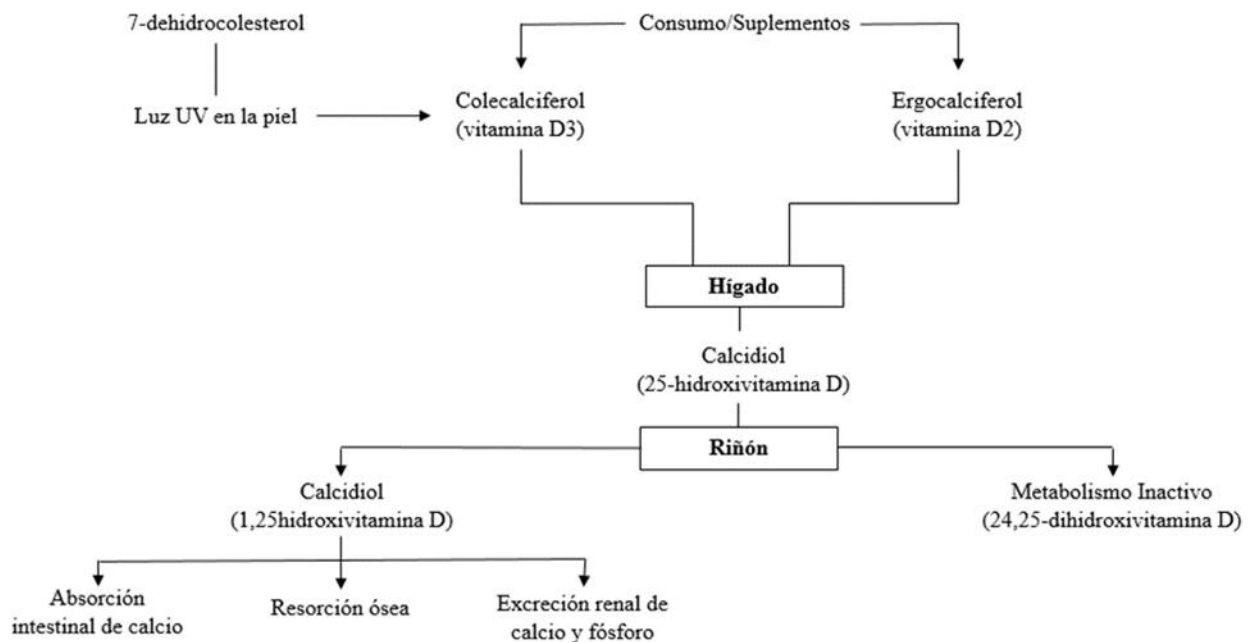 7-dehidrocolesterol
Consumo/Suplementos
Luz UV en la piel
Colecalciferol
(vitamina D3)
Ergocalciferol
(vitamina D2)
Hígado
Calcidiol
(25-hidroxivitamina D)
Riñón
Calcidiol
(1,25hidroxivitamina D)
Metabolismo Inactivo
(24,25-dihidroxivitamina D)
Absorción
intestinal de calcio
Resorción ósea
Excreción renal de
calcio y fósforo